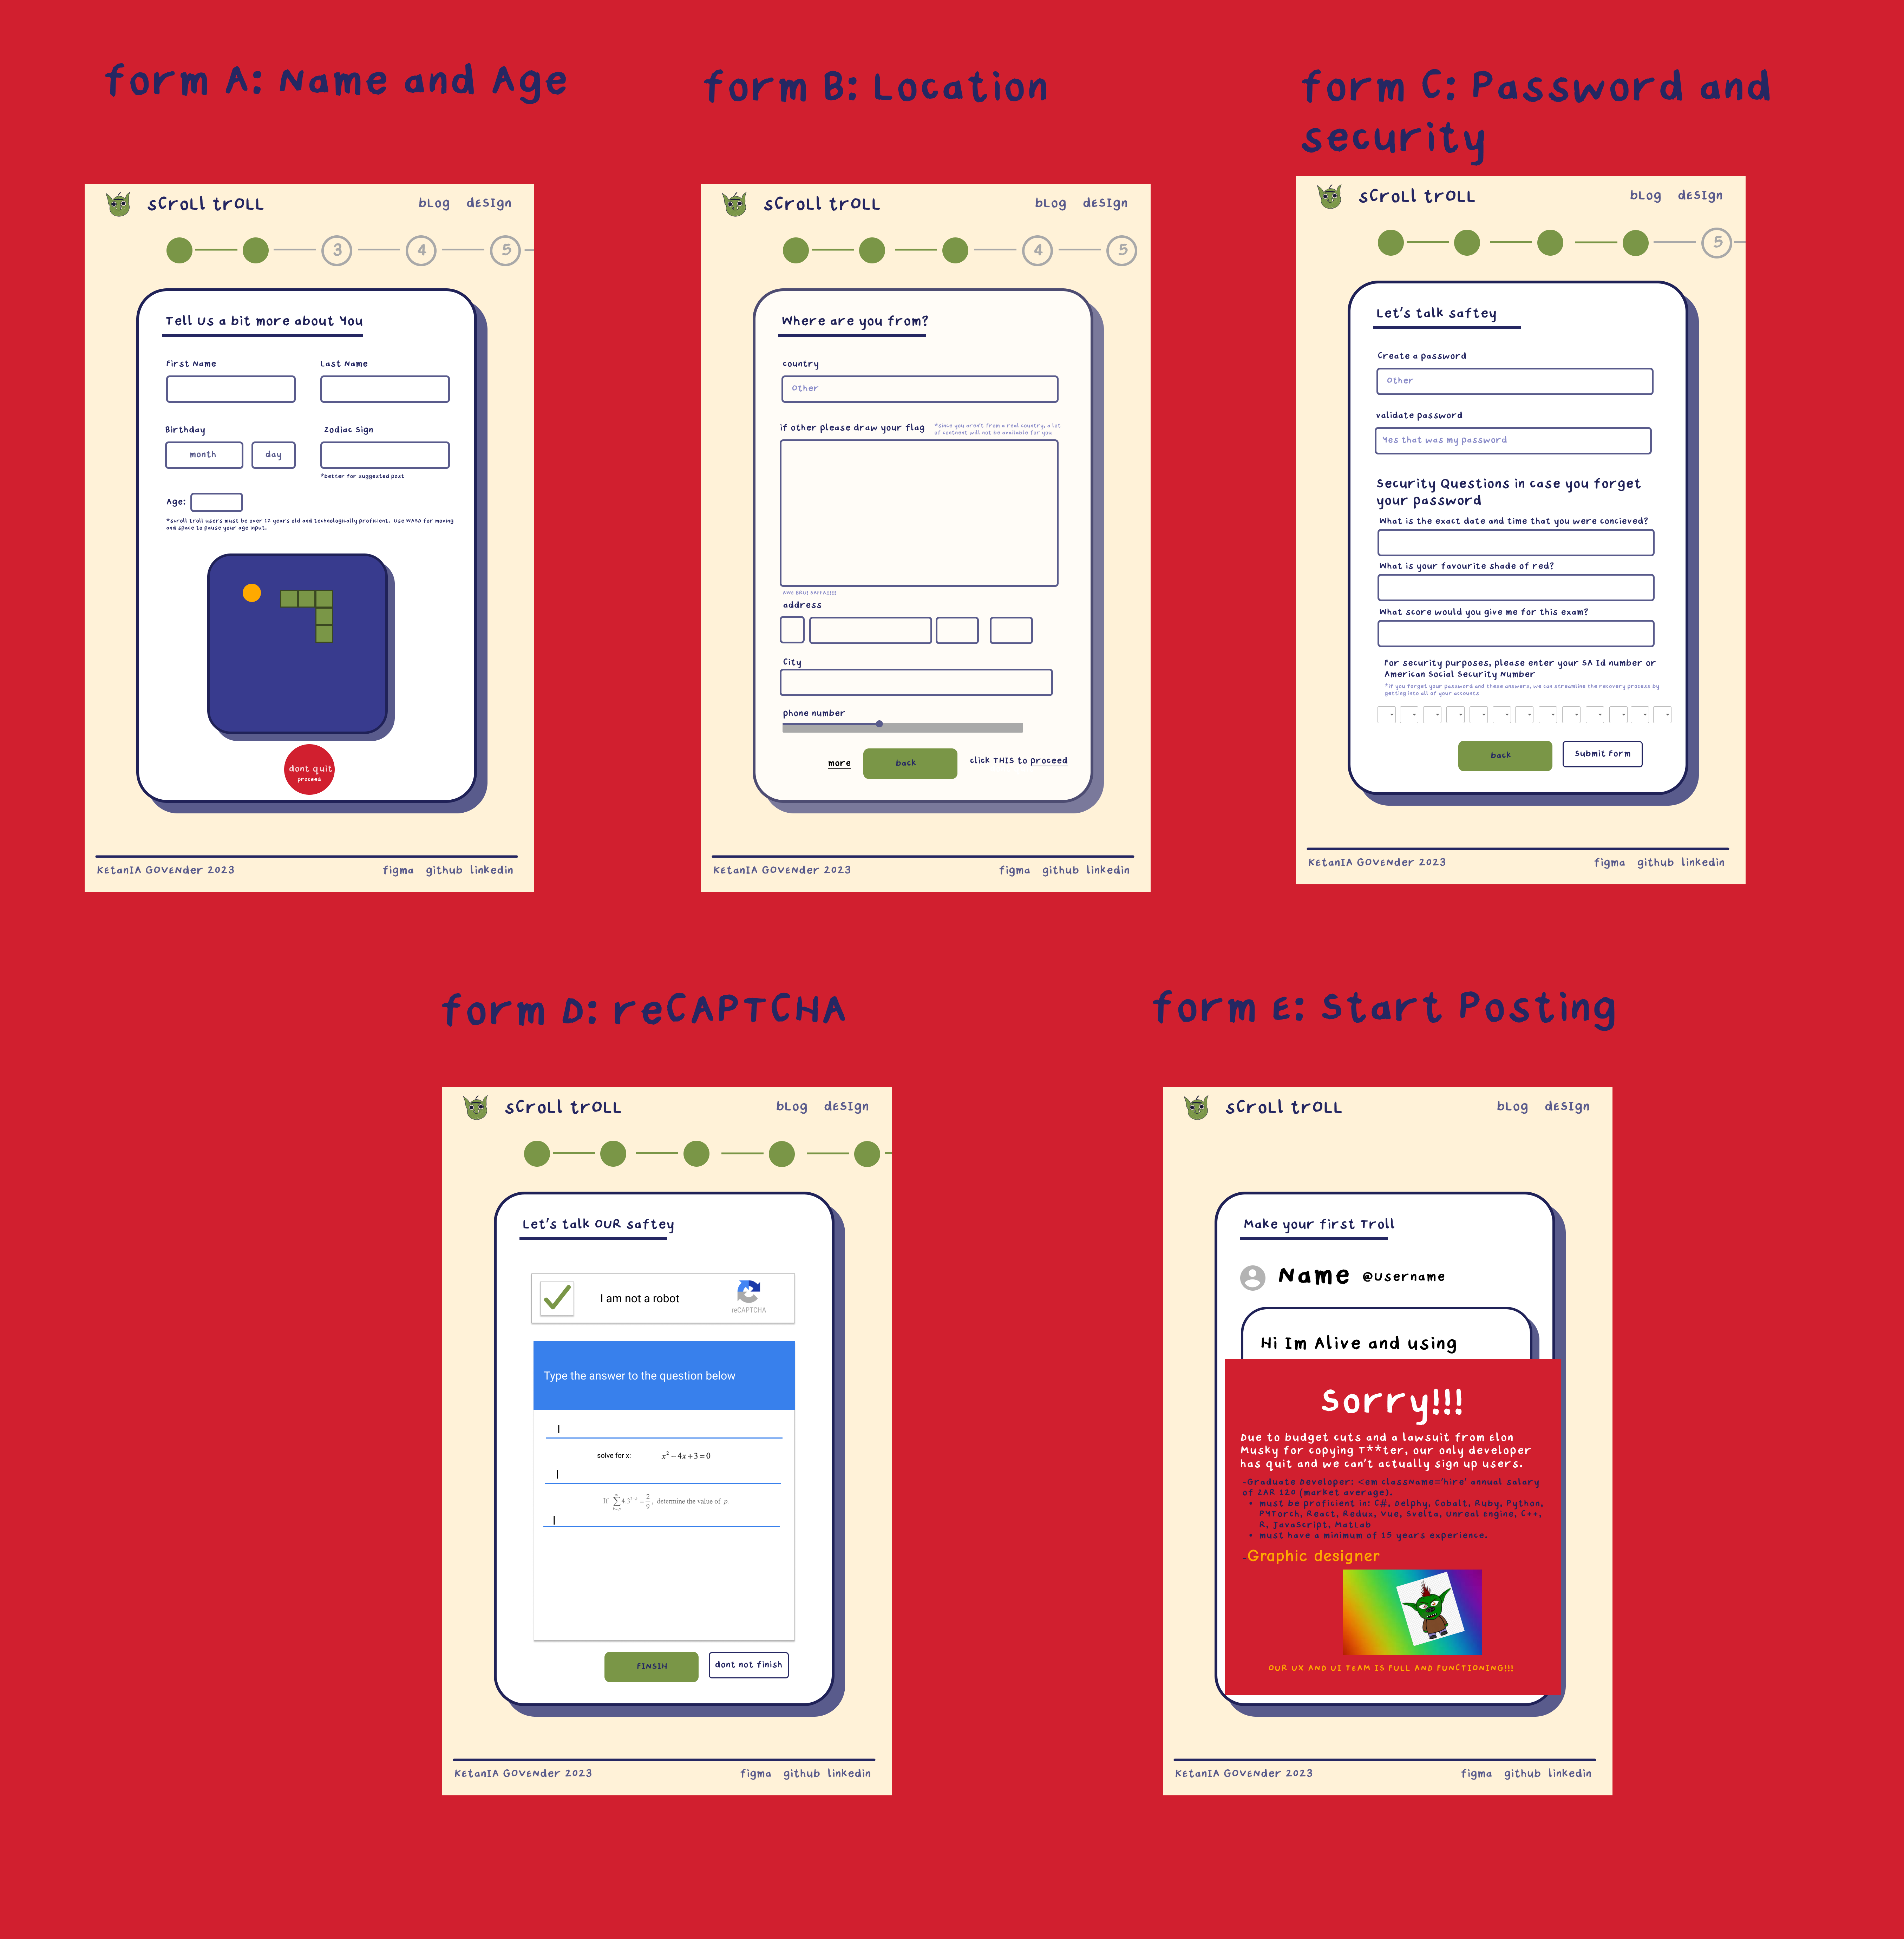 form A: Name and Age
form B: Location
form C: Password and
security
sCroLL trOLL
bLog dESIgn
3 4 5
Tell Us a bit more about You
First Name Last Name
Birthday Zodiac Sign
month day
*better for suggested post
Age:
*scroll troll users must be over 12 years old and technologically proficient. Use WASD for moving
and space to pause your age input.
dont quit
proceed
KEtanIA GOVENder 2023
figma github linkedin
sCroLL trOLL
bLog dESIgn
4 5
Where are you from?
country
Other
if other please draw your flag
*since you aren't from a real country, a lot
of content will not be available for you
address
City
phone number
more
back
click THIS to proceed
KEtanIA GOVENder 2023
figma github linkedin
sCroLL trOLL
bLog dESIgn
5
Let's talk saftey
Create a password
Other
validate password
Yes that was my password
Security Questions in case you forget
your password
What is the exact date and time that you were concieved?
What is your favourite shade of red?
What score would you give me for this exam?
For security purposes, please enter your SA Id number or
American Social Security Number
*if you forget your password and these answers, we can streamline the recovery process by
getting into all of your accounts
back
Submit Form
KEtanIA GOVENder 2023
figma github linkedin
form D: reCAPTCHA
form E: Start Posting
sCroLL trOLL
bLog dESIgn
Let's talk OUR saftey
I am not a robot
reCAPTCHA
Type the answer to the question below
solve for x: x² − 4x + 3 = 0
determine the value of p
FINSIH
dont not finish
KEtanIA GOVENder 2023
figma github linkedin
sCroLL trOLL
bLog dESIgn
Make your first Troll
Name @Username
Hi Im Alive and using
Sorry!!!
Due to budget cuts and a lawsuit from Elon
Musky for copying T**ter, our only developer
has quit and we can't actually sign up users.
-Graduate Developer: <em className='hire' annual salary
of ZAR 120 (market average).
• must be proficient in: C#, Delphy, Cobalt, Ruby, Python,
PYTorch, React, Redux, Vue, Svelta, Unreal Engine, C++,
R, JavaScript, MatLab
• must have a minimum of 15 years experience.
-Graphic designer
OUR UX AND UI TEAM IS FULL AND FUNCTIONING!!!
KEtanIA GOVENder 2023
figma github linkedin